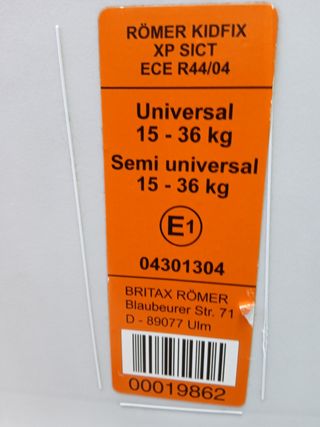 RÖMER KIDFIX
XP SICT
ECE R44/04
Universal
15 - 36 kg
Semi universal
15 - 36 kg
E1
04301304
BRITAX RÖMER
Blaubeurer Str. 71
D - 89077 Ulm
00019862